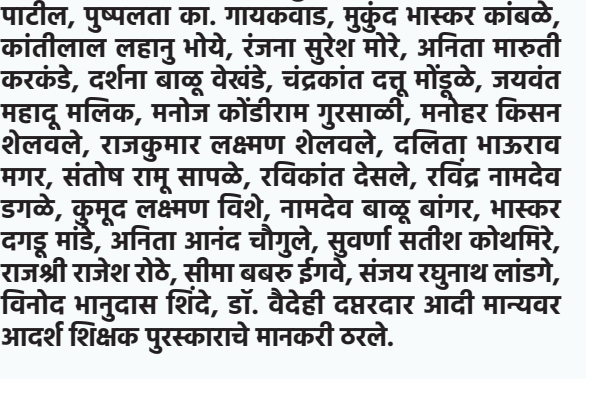 पाटील, पुष्पलता का. गायकवाड, मुकुंद भास्कर कांबळे,
कांतीलाल लहानु भोये, रंजना सुरेश मोरे, अनिता मारुती
करकंडे, दर्शना बाळू वेखंडे, चंद्रकांत दत्तू मोंडूळे, जयवंत
महादू मलिक, मनोज कोंडीराम गुरसाळी, मनोहर किसन
शेलवले, राजकुमार लक्ष्मण शेलवले, दलिता भाऊराव
मगर, संतोष रामू सापळे, रविकांत देसले, रविंद्र नामदेव
डगळे, कुमूद लक्ष्मण विशे, नामदेव बाळू बांगर, भास्कर
दगडू मांडे, अनिता आनंद चौगुले, सुवर्णा सतीश कोथमिरे,
राजश्री राजेश रोठे, सीमा बबरु ईगवे, संजय रघुनाथ लांडगे,
विनोद भानुदास शिंदे, डॉ. वैदेही दप्तरदार आदी मान्यवर
आदर्श शिक्षक पुरस्काराचे मानकरी ठरले.